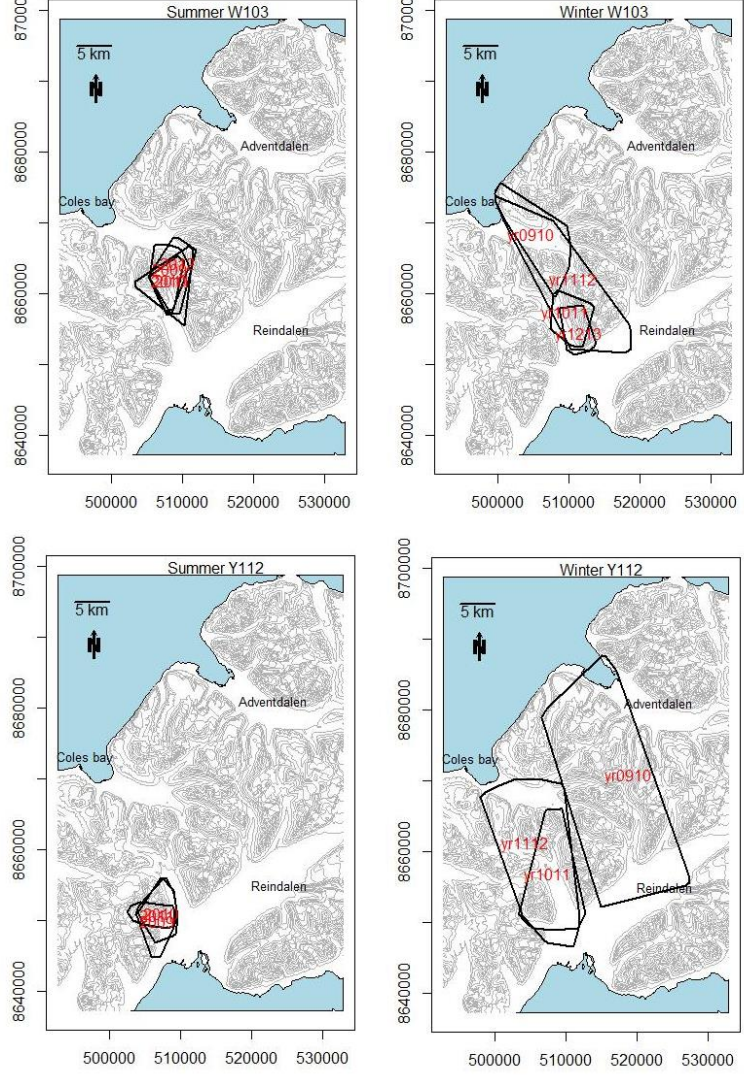 Summer W103
8700000
5 km
N
Adventdalen
8680000
Coles bay
8660000
Reindalen
8640000
500000 510000 520000 530000
Winter W103
8700000
5 km
N
Adventdalen
8680000
Coles bay
yr0910
yr1112
8660000
yr1011
Reindalen
yr1213
8640000
500000 510000 520000 530000
Summer Y112
8700000
5 km
N
Adventdalen
8680000
Coles bay
8660000
Reindalen
8640000
500000 510000 520000 530000
Winter Y112
8700000
5 km
N
Adventdalen
8680000
Coles bay
yr0910
yr1112
8660000
yr1011
Reindalen
8640000
500000 510000 520000 530000